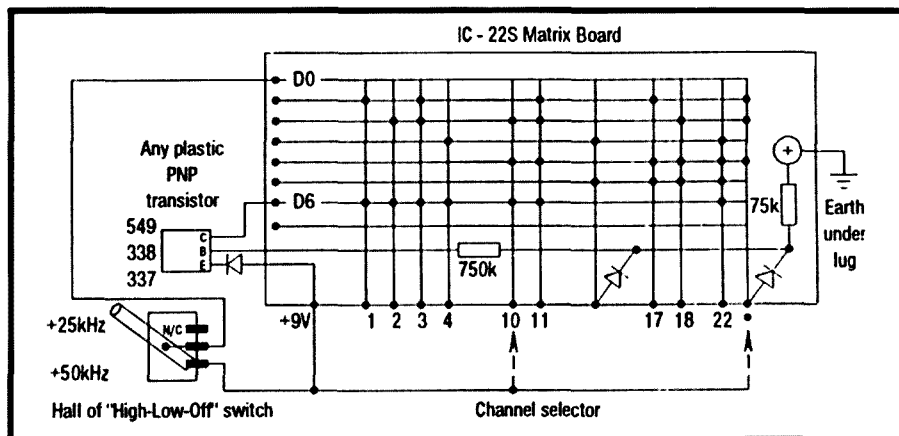 IC - 22S Matrix Board
D0
Any plastic
PNP
transistor
D6
549
338
337
C
B
E
750k
75k
Earth
under
lug
+9V 1 2 3 4 10 11 17 18 22
+25kHz
N/C
+50kHz
Hall of "High-Low-Off" switch
Channel selector